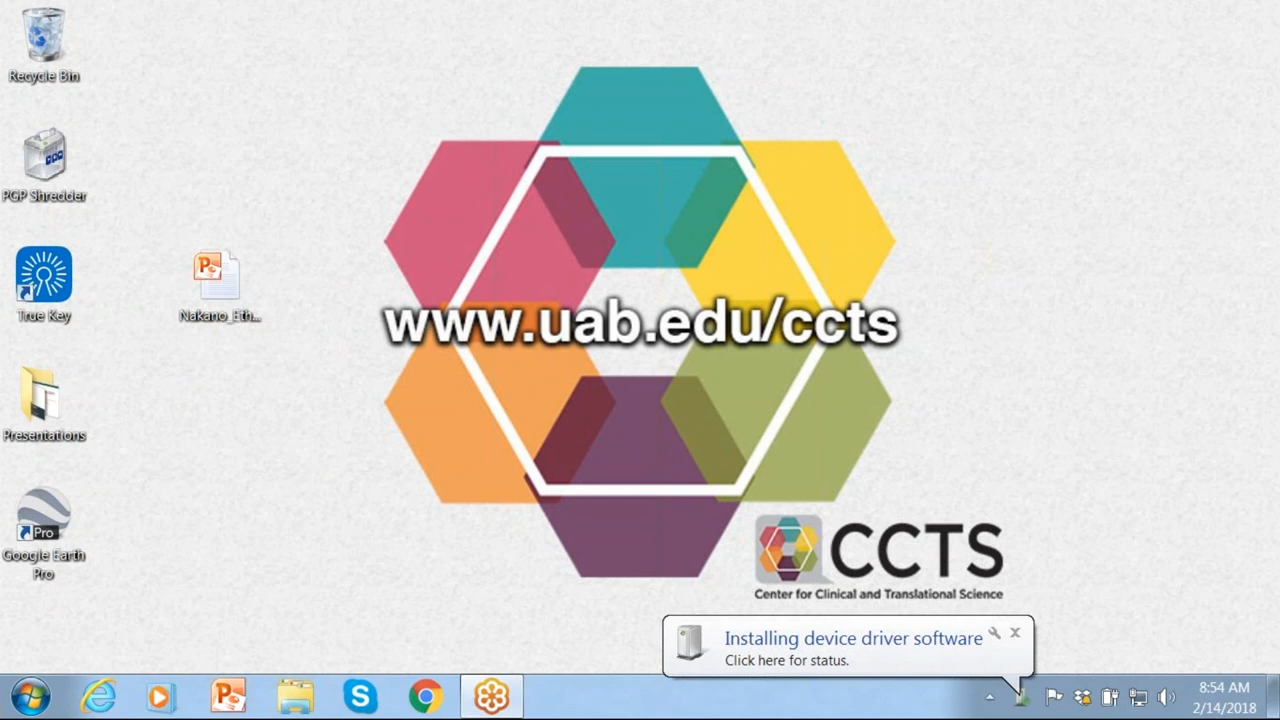 Recycle Bin
PGP Shredder
True Key
Nakano_Eth...
Presentations
Pro
Google Earth
Pro
www.uab.edu/ccts
CCTS
Center for Clinical and Translational Science
Installing device driver software
Click here for status.
8:54 AM
2/14/2018